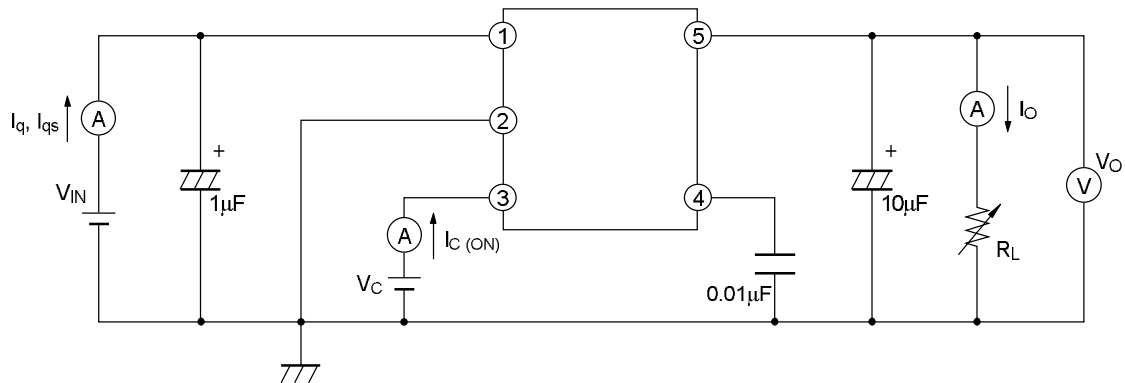 1
5
Iq, Iqs
A
A
IO
2
VO
+
+
V
VIN
1μF
3
4
10μF
A
IC (ON)
RL
VC
0.01μF